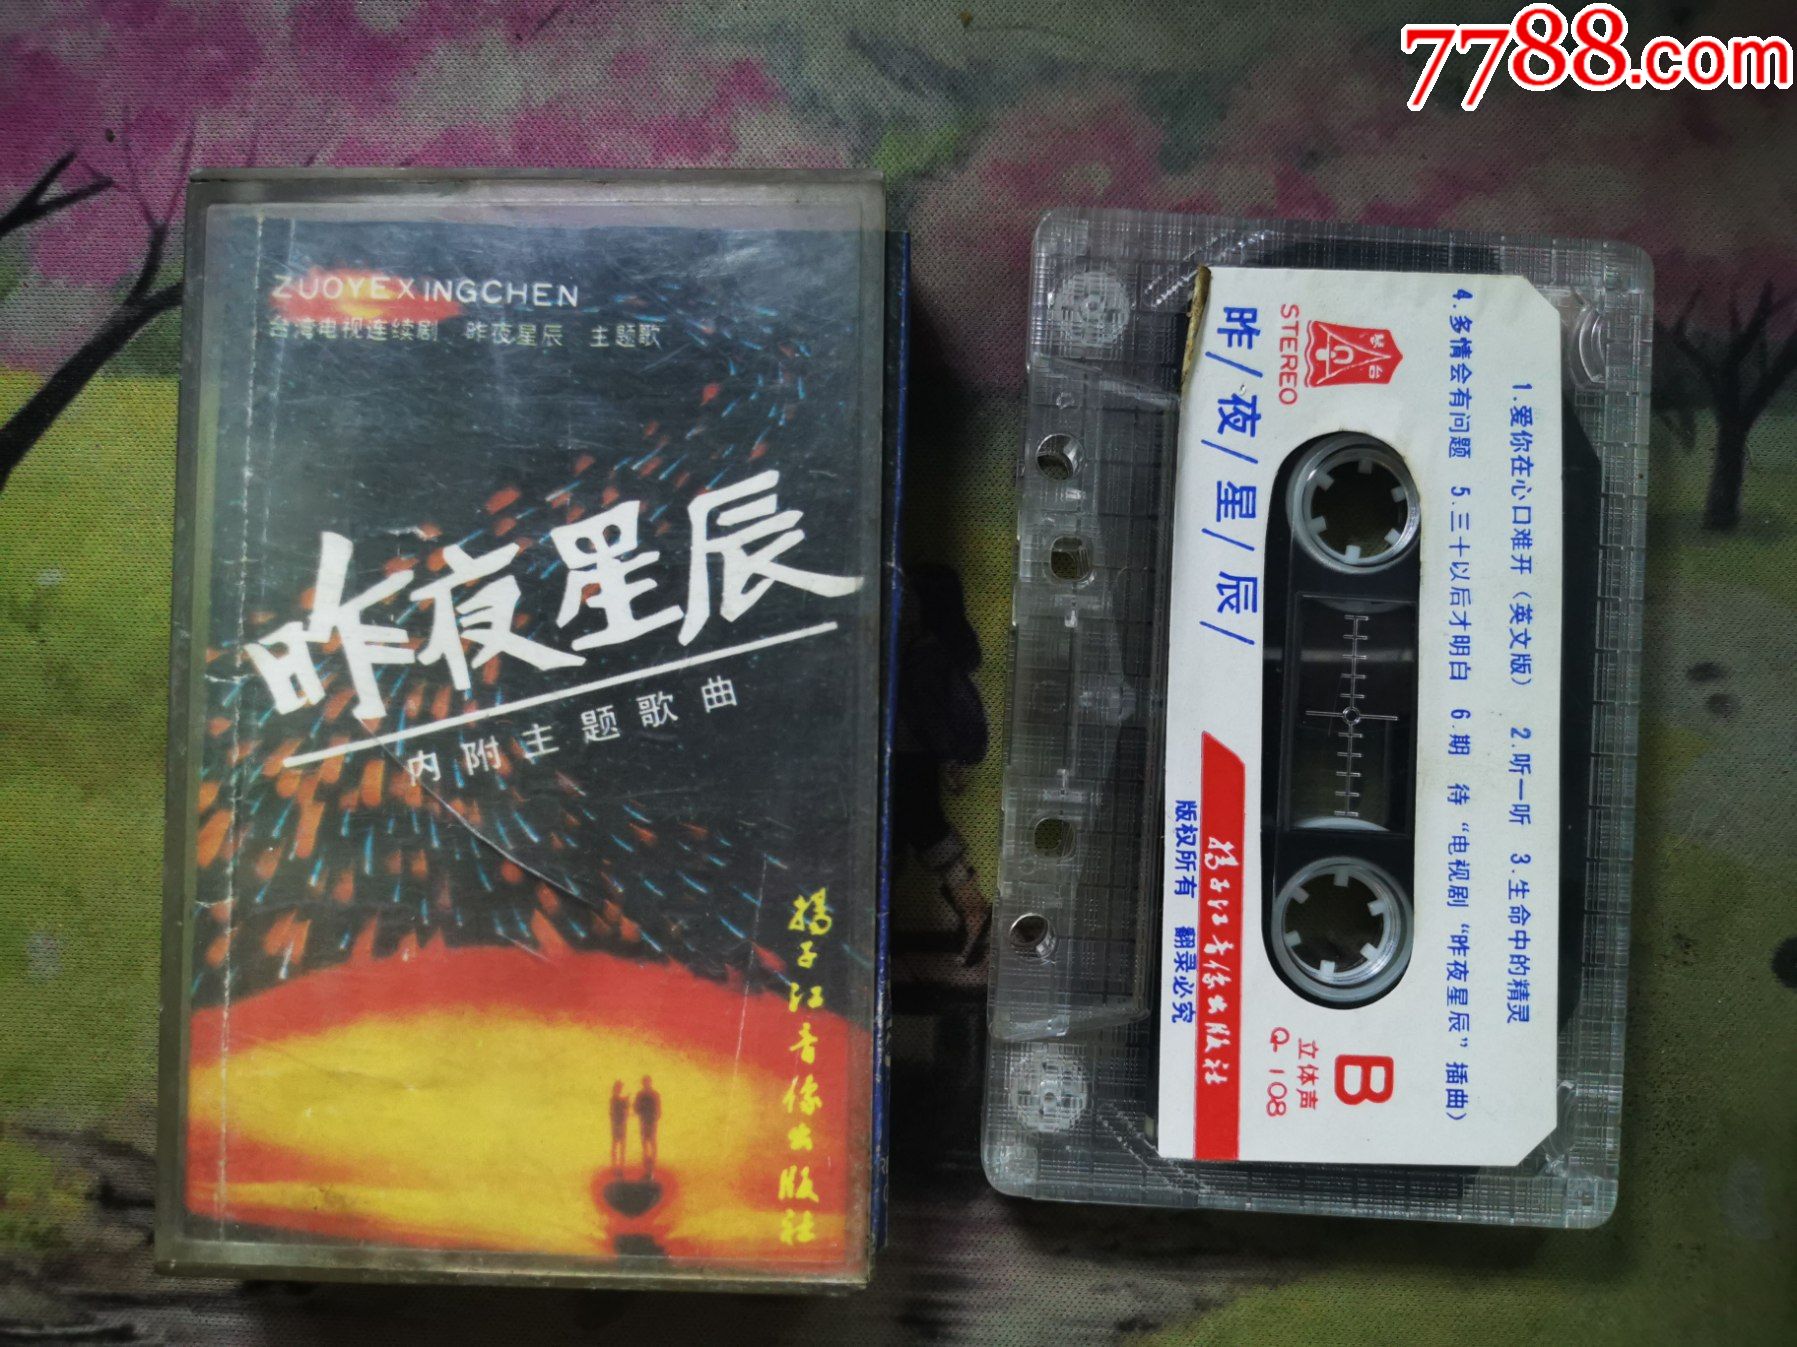 7788.com
ZUOYEXINGCHEN
台湾电视连续剧 昨夜星辰 主题歌
昨夜星辰
内附主题歌曲
扬子江音像出版社
1.爱你在心口难开（英文版） 2.听一听 3.生命中的精灵
4.多情会有问题 5.三十以后才明白 6.期 待“电视剧“昨夜星辰”插曲）
STEREO
昨/夜/星/辰/
B
立体声
Q 108
扬子江音像出版社
版权所有 翻录必究